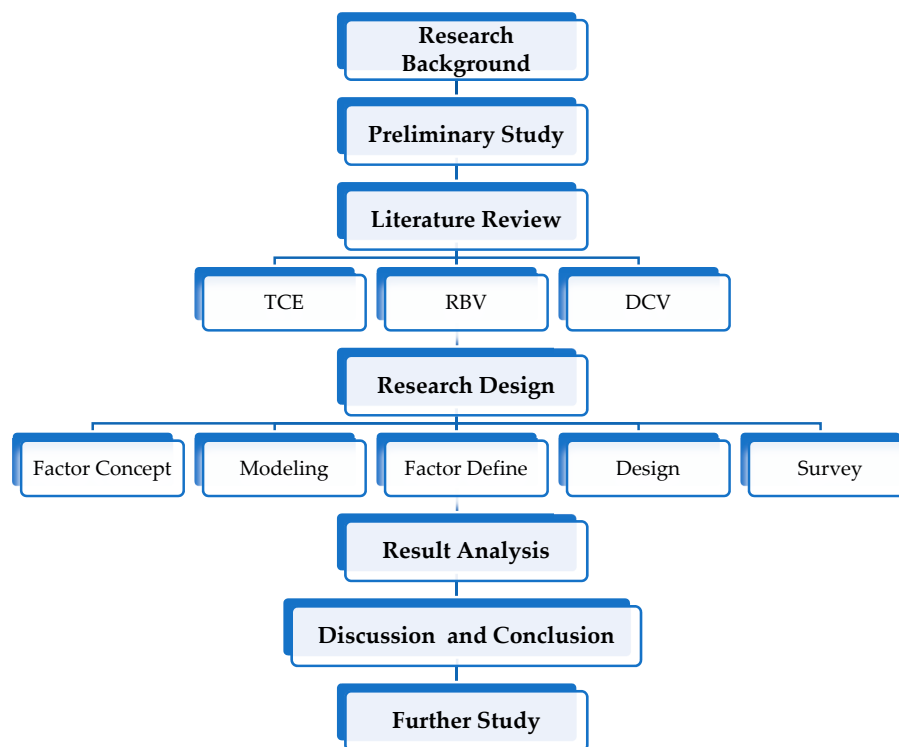 Research
Background
Preliminary Study
Literature Review
TCE
RBV
DCV
Research Design
Factor Concept
Modeling
Factor Define
Design
Survey
Result Analysis
Discussion and Conclusion
Further Study